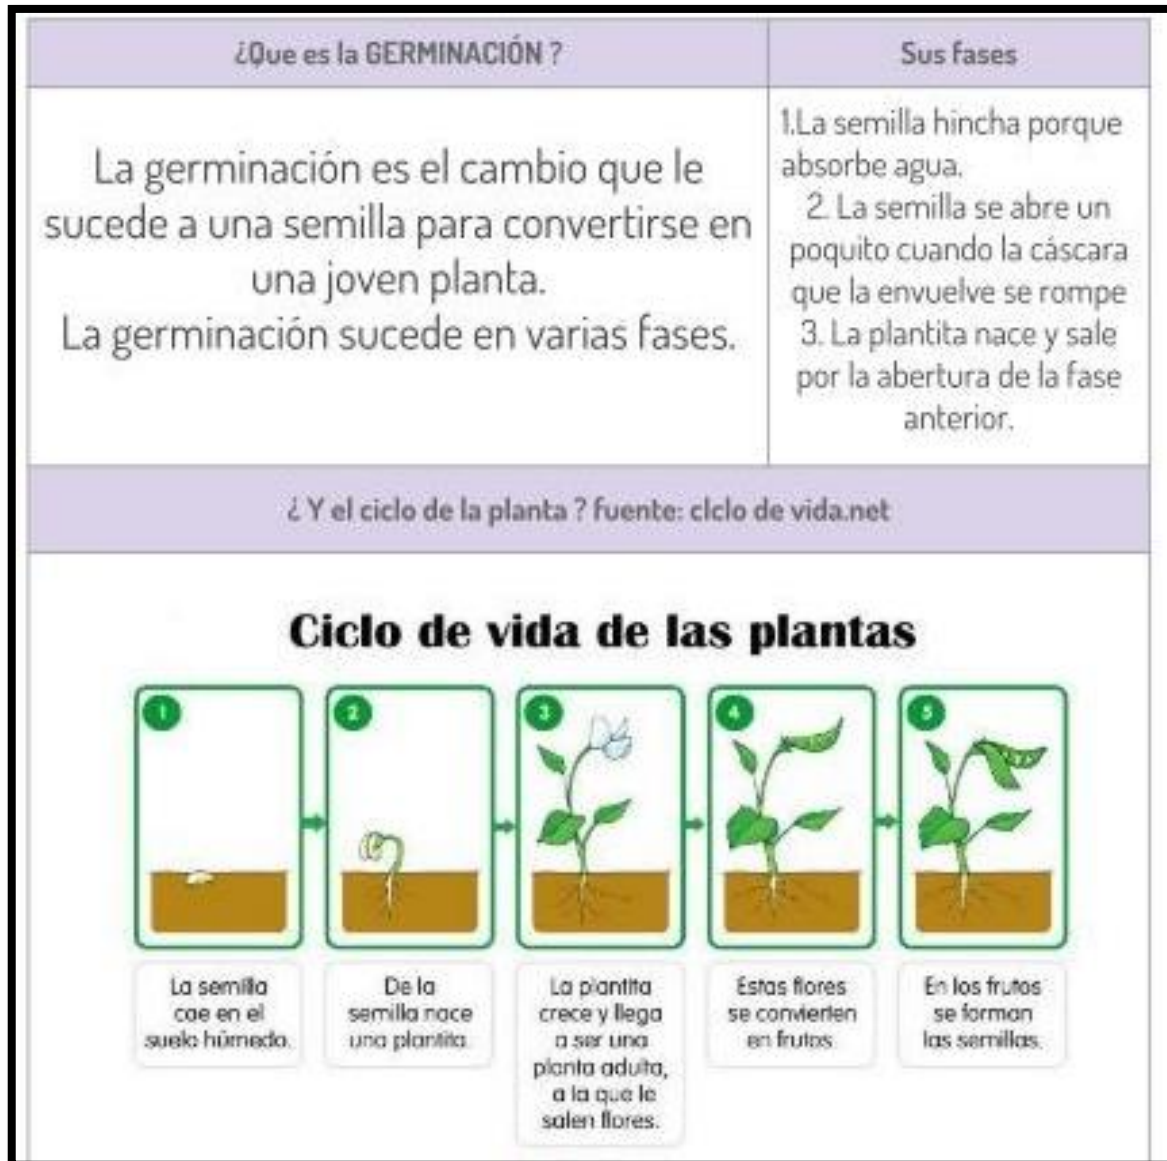 ¿Que es la GERMINACIÓN ?
Sus fases
La germinación es el cambio que le
sucede a una semilla para convertirse en
una joven planta.
La germinación sucede en varias fases.
1.La semilla hincha porque
absorbe agua.
2. La semilla se abre un
poquito cuando la cáscara
que la envuelve se rompe
3. La plantita nace y sale
por la abertura de la fase
anterior.
¿ Y el ciclo de la planta ? fuente: cIclo de vida.net
Ciclo de vida de las plantas
1
2
3
4
5
La semilla
cae en el
suelo húmedo.
De la
semilla nace
una plantita.
La plantita
crece y llega
a ser una
planta adulta,
a la que le
salen flores.
Estas flores
se convierten
en frutos.
En los frutos
se forman
las semillas.